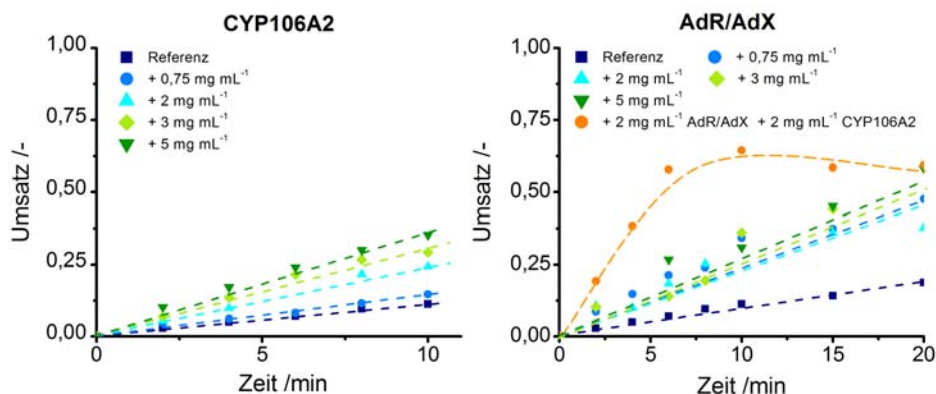 CYP106A2
1,00
0,75
0,50
0,25
0,00
Umsatz /-
Referenz
+ 0,75 mg mL⁻¹
+ 2 mg mL⁻¹
+ 3 mg mL⁻¹
+ 5 mg mL⁻¹
0 5 10
Zeit /min
AdR/AdX
1,00
0,75
0,50
0,25
0,00
Umsatz /-
Referenz + 0,75 mg mL⁻¹
+ 2 mg mL⁻¹ + 3 mg mL⁻¹
+ 5 mg mL⁻¹
+ 2 mg mL⁻¹ AdR/AdX + 2 mg mL⁻¹ CYP106A2
0 5 10 15 20
Zeit /min